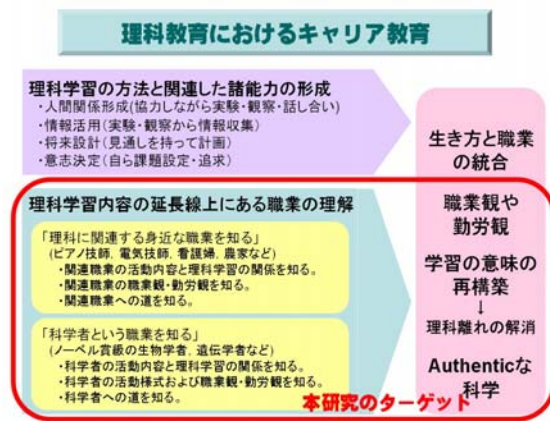 理科教育におけるキャリア教育
理科学習の方法と関連した諸能力の形成
・人間関係形成(協力しながら実験・観察・話し合い)
・情報活用(実験・観察から情報収集)
・将来設計(見通しを持って計画)
・意志決定(自ら課題設定・追求)
理科学習内容の延長線上にある職業の理解
「理科に関連する身近な職業を知る」
(ピアノ技師, 電気技師, 看護婦, 農家など)
・関連職業の活動内容と理科学習の関係を知る。
・関連職業の職業観・勤労観を知る。
・関連職業への道を知る。
「科学者という職業を知る」
(ノーベル賞級の生物学者, 遺伝学者など)
・科学者の活動内容と理科学習の関係を知る。
・科学者の活動様式および職業観・勤労観を知る。
・科学者への道を知る。
生き方と職業
の統合
職業観や
勤労観
学習の意味の
再構築
↓
理科離れの解消
Authenticな
科学
本研究のターゲット